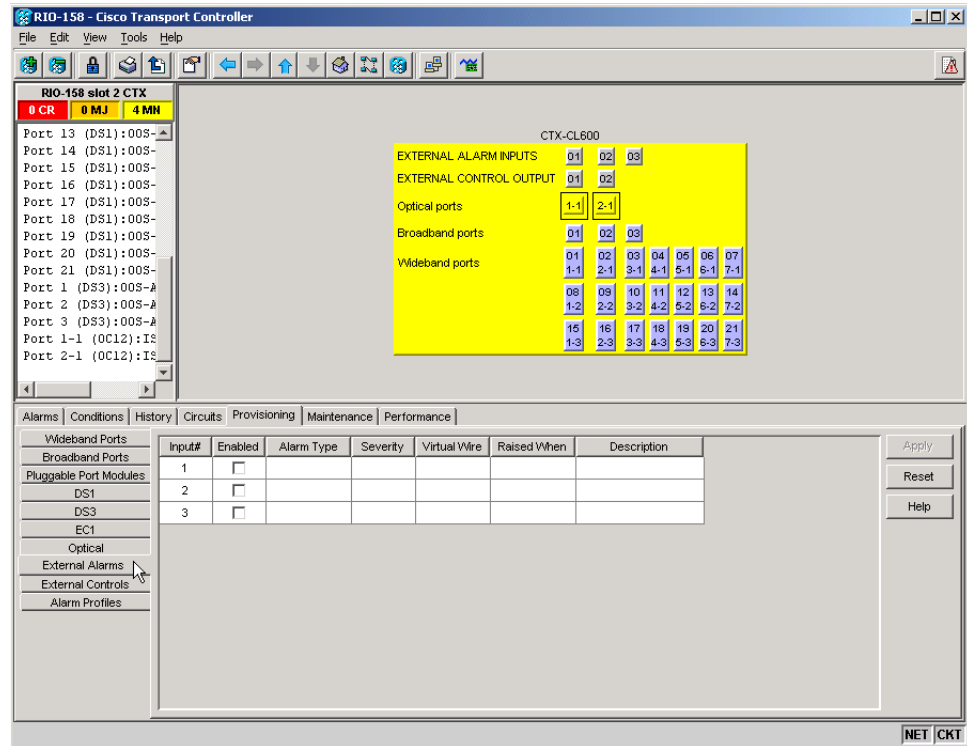 RIO-158 - Cisco Transport Controller
File Edit View Tools Help
RIO-158 slot 2 CTX
0 CR 0 MJ 4 MN
Port 13 (DS1):OOS-
Port 14 (DS1):OOS-
Port 15 (DS1):OOS-
Port 16 (DS1):OOS-
Port 17 (DS1):OOS-
Port 18 (DS1):OOS-
Port 19 (DS1):OOS-
Port 20 (DS1):OOS-
Port 21 (DS1):OOS-
Port 1 (DS3):OOS-A
Port 2 (DS3):OOS-A
Port 3 (DS3):OOS-A
Port 1-1 (OC12):IS
Port 2-1 (OC12):IS
CTX-CL600
EXTERNAL ALARM INPUTS 01 02 03
EXTERNAL CONTROL OUTPUT 01 02
Optical ports 1-1 2-1
Broadband ports 01 02 03
Wideband ports
01 02 03 04 05 06 07
1-1 2-1 3-1 4-1 5-1 6-1 7-1
08 09 10 11 12 13 14
1-2 2-2 3-2 4-2 5-2 6-2 7-2
15 16 17 18 19 20 21
1-3 2-3 3-3 4-3 5-3 6-3 7-3
Alarms Conditions History Circuits Provisioning Maintenance Performance
Wideband Ports
Broadband Ports
Pluggable Port Modules
DS1
DS3
EC1
Optical
External Alarms
External Controls
Alarm Profiles
Input# Enabled Alarm Type Severity Virtual Wire Raised When Description
1
2
3
Apply
Reset
Help
NET CKT